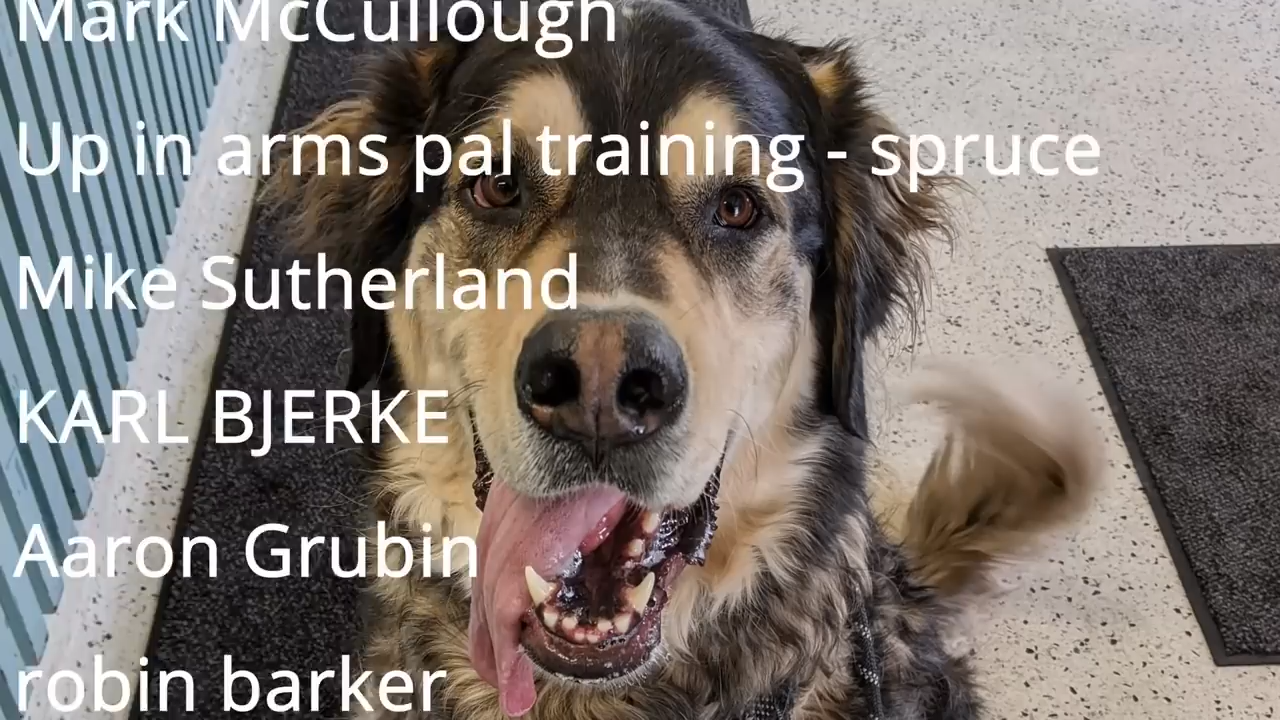 Mark McCullough
Up in arms pal training - spruce
Mike Sutherland
KARL BJERKE
Aaron Grubin
robin barker